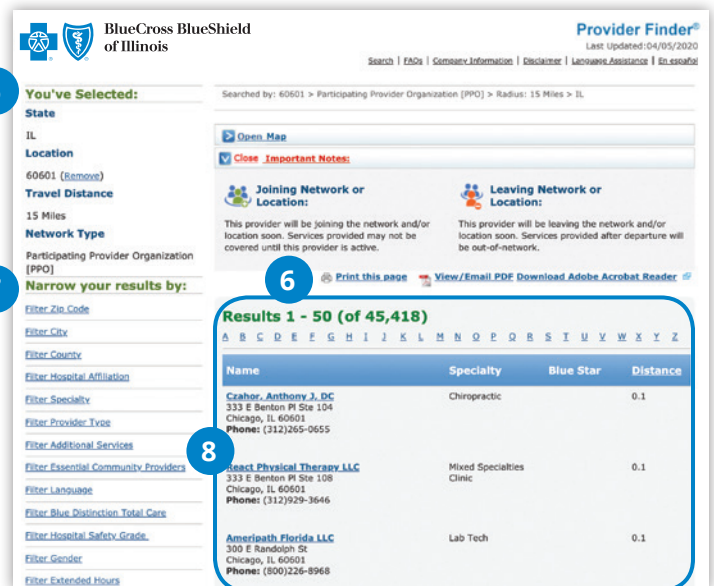 BlueCross BlueShield
of Illinois
Provider Finder®
Last Updated:04/05/2020
Search | FAQs | Company Information | Disclaimer | Language Assistance | En español
You've Selected:
State
IL
Location
60601 (Remove)
Travel Distance
15 Miles
Network Type
Participating Provider Organization
[PPO]
Narrow your results by:
Filter Zip Code
Filter City
Filter County
Filter Hospital Affiliation
Filter Specialty
Filter Provider Type
Filter Additional Services
Filter Essential Community Providers
Filter Language
Filter Blue Distinction Total Care
Filter Hospital Safety Grade
Filter Gender
Filter Extended Hours
Searched by: 60601 > Participating Provider Organization [PPO] > Radius: 15 Miles > IL
Open Map
Close Important Notes:
Joining Network or
Location:
This provider will be joining the network and/or
location soon. Services provided may not be
covered until this provider is active.
Leaving Network or
Location:
This provider will be leaving the network and/or
location soon. Services provided after departure will
be out-of-network.
6
Print this page View/Email PDF Download Adobe Acrobat Reader
Results 1 - 50 (of 45,418)
A B C D E F G H I J K L M N O P Q R S T U V W X Y Z
Name Specialty Blue Star Distance
Czahor, Anthony J, DC Chiropractic 0.1
333 E Benton Pl Ste 104
Chicago, IL 60601
Phone: (312)265-0655
8
React Physical Therapy LLC Mixed Specialties 0.1
333 E Benton Pl Ste 108 Clinic
Chicago, IL 60601
Phone: (312)929-3646
Ameripath Florida LLC Lab Tech 0.1
300 E Randolph St
Chicago, IL 60601
Phone: (800)226-8968